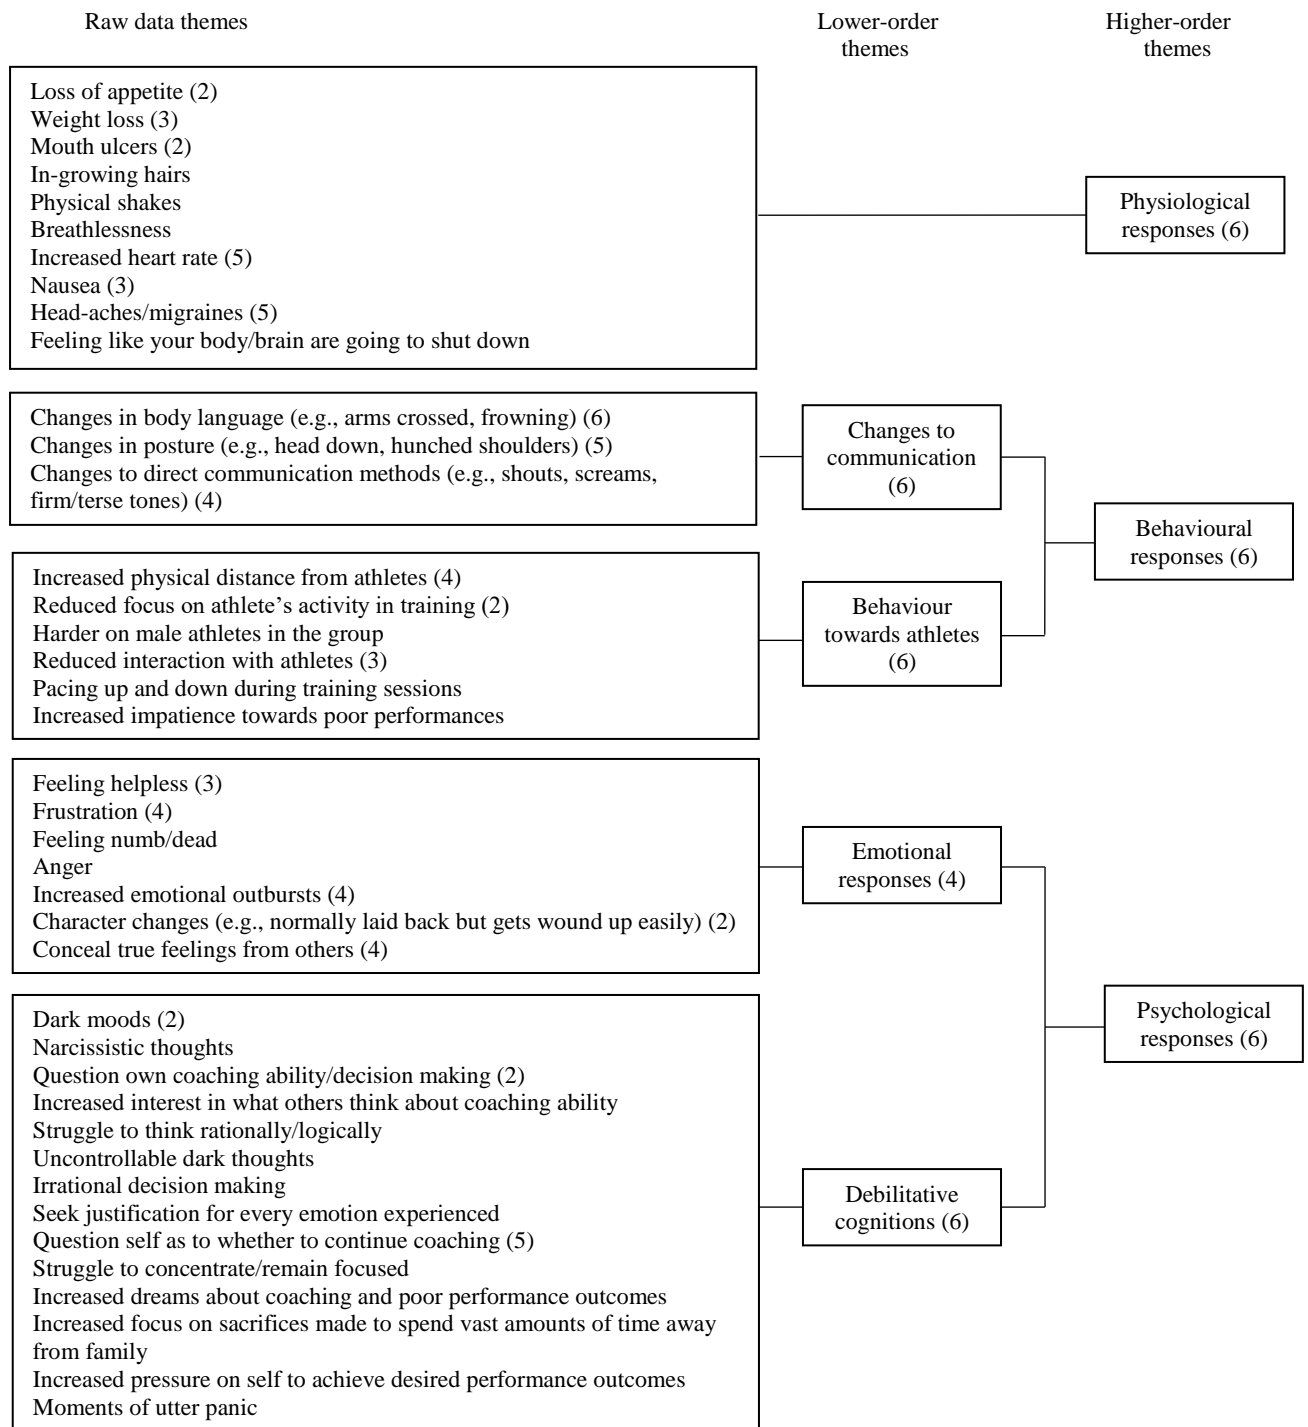 Raw data themes
Lower-order
themes
Higher-order
themes
Loss of appetite (2)
Weight loss (3)
Mouth ulcers (2)
In-growing hairs
Physical shakes
Breathlessness
Increased heart rate (5)
Nausea (3)
Head-aches/migraines (5)
Feeling like your body/brain are going to shut down
Physiological
responses (6)
Changes in body language (e.g., arms crossed, frowning) (6)
Changes in posture (e.g., head down, hunched shoulders) (5)
Changes to direct communication methods (e.g., shouts, screams,
firm/terse tones) (4)
Changes to
communication
(6)
Behavioural
responses (6)
Increased physical distance from athletes (4)
Reduced focus on athlete’s activity in training (2)
Harder on male athletes in the group
Reduced interaction with athletes (3)
Pacing up and down during training sessions
Increased impatience towards poor performances
Behaviour
towards athletes
(6)
Feeling helpless (3)
Frustration (4)
Feeling numb/dead
Anger
Increased emotional outbursts (4)
Character changes (e.g., normally laid back but gets wound up easily) (2)
Conceal true feelings from others (4)
Emotional
responses (4)
Psychological
responses (6)
Dark moods (2)
Narcissistic thoughts
Question own coaching ability/decision making (2)
Increased interest in what others think about coaching ability
Struggle to think rationally/logically
Uncontrollable dark thoughts
Irrational decision making
Seek justification for every emotion experienced
Question self as to whether to continue coaching (5)
Struggle to concentrate/remain focused
Increased dreams about coaching and poor performance outcomes
Increased focus on sacrifices made to spend vast amounts of time away
from family
Increased pressure on self to achieve desired performance outcomes
Moments of utter panic
Debilitative
cognitions (6)